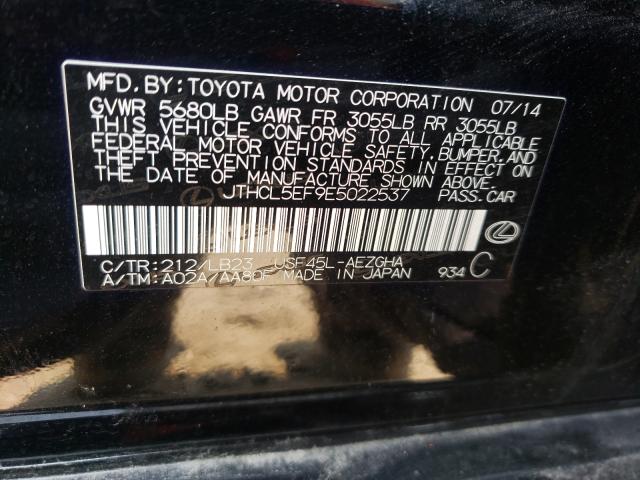 MFD. BY: TOYOTA MOTOR CORPORATION 07/14
GVWR 5680LB GAWR FR 3055LB RR 3055LB
THIS VEHICLE CONFORMS TO ALL APPLICABLE
FEDERAL MOTOR VEHICLE SAFETY, BUMPER, AND
THEFT PREVENTION STANDARDS IN EFFECT ON
THE DATE OF MANUFACTURE SHOWN ABOVE.
JTHCL5EF9E5022537 PASS.CAR
C/TR: 212/LB23 USF45L-AEZGHA
A/TM: A02A/AA80F MADE IN JAPAN 934 C